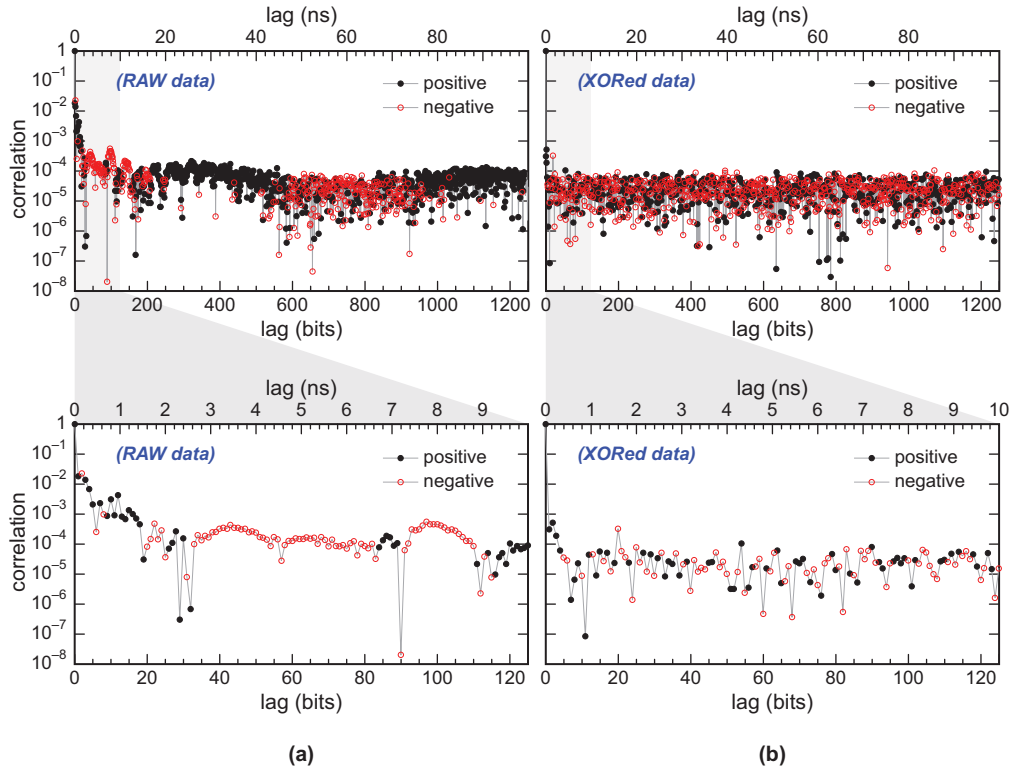 lag (ns)
0 20 40 60 80
1
10⁻¹
10⁻²
10⁻³
10⁻⁴
10⁻⁵
10⁻⁶
10⁻⁷
10⁻⁸
correlation
(RAW data)
positive
negative
0 200 400 600 800 1000 1200
lag (bits)
lag (ns)
0 20 40 60 80
(XORed data)
positive
negative
0 200 400 600 800 1000 1200
lag (bits)
lag (ns)
0 1 2 3 4 5 6 7 8 9
1
10⁻¹
10⁻²
10⁻³
10⁻⁴
10⁻⁵
10⁻⁶
10⁻⁷
10⁻⁸
correlation
(RAW data)
positive
negative
0 20 40 60 80 100 120
lag (bits)
lag (ns)
0 1 2 3 4 5 6 7 8 9 10
(XORed data)
positive
negative
0 20 40 60 80 100 120
lag (bits)
(a)
(b)